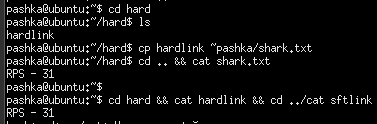 pashka@ubuntu:~$ cd hard
pashka@ubuntu:~/hard$ ls
hardlink
pashka@ubuntu:~/hard$ cp hardlink ~pashka/shark.txt
pashka@ubuntu:~/hard$ cd .. && cat shark.txt
RPS - 31
pashka@ubuntu:~$
pashka@ubuntu:~$ cd hard && cat hardlink && cd ../cat sftlink
RPS - 31